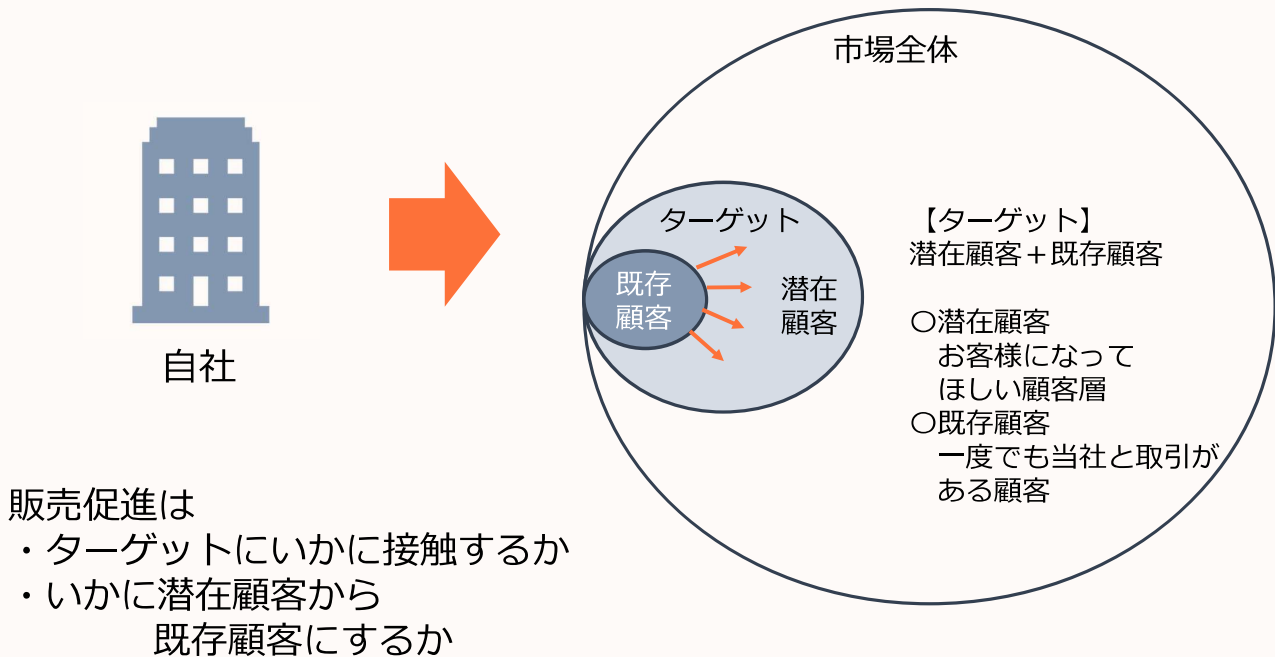 市場全体
ターゲット
既存
顧客
潜在
顧客
【ターゲット】
潜在顧客+既存顧客
〇潜在顧客
お客様になって
ほしい顧客層
〇既存顧客
一度でも当社と取引が
ある顧客
自社
販売促進は
・ターゲットにいかに接触するか
・いかに潜在顧客から
既存顧客にするか